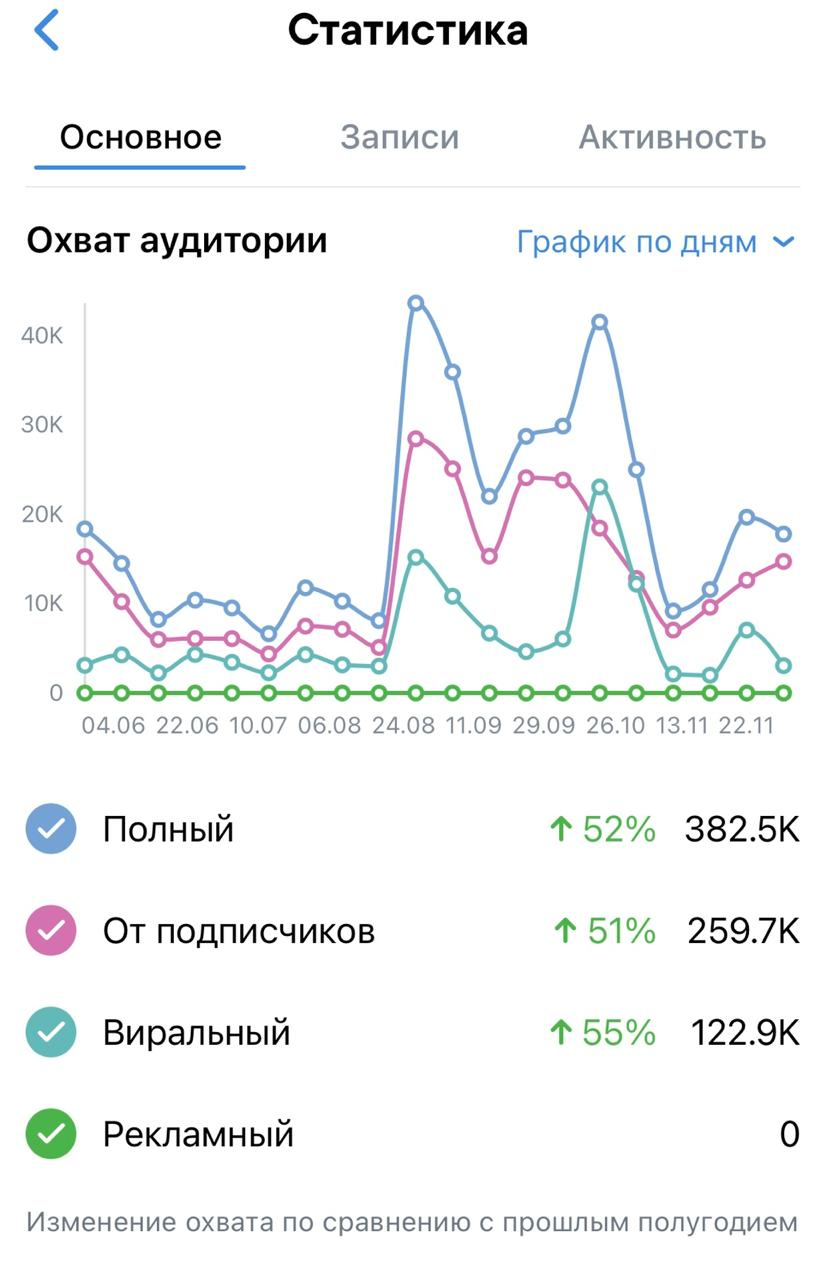 Статистика
Основное Записи Активность
Охват аудитории График по дням
40K
30K
20K
10K
0
04.06 22.06 10.07 06.08 24.08 11.09 29.09 26.10 13.11 22.11
Полный 52% 382.5K
От подписчиков 51% 259.7K
Виральный 55% 122.9K
Рекламный 0
Изменение охвата по сравнению с прошлым полугодием